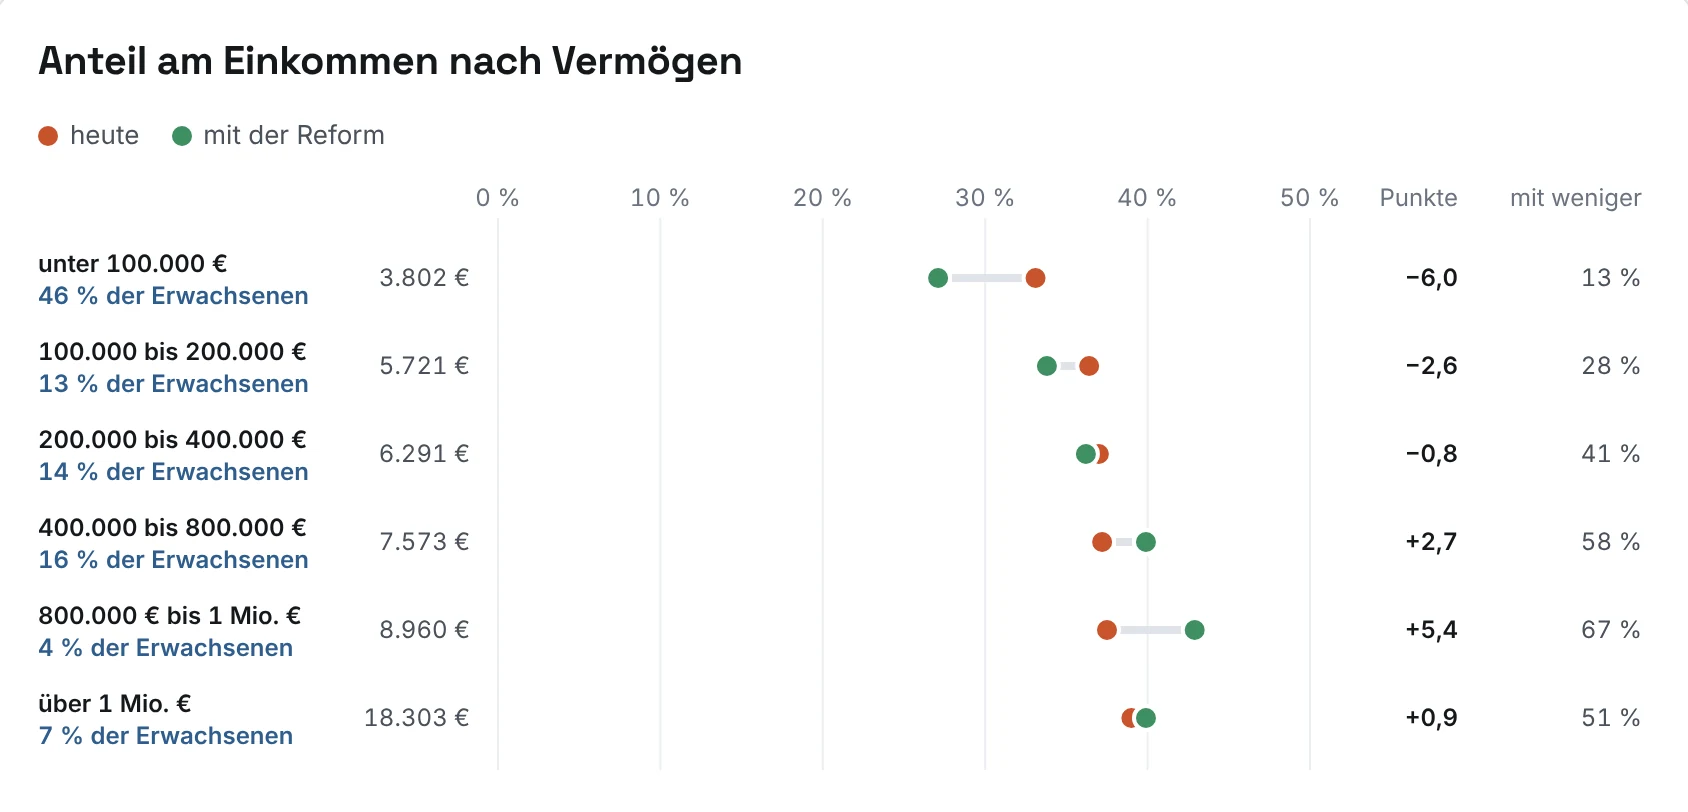 Anteil am Einkommen nach Vermögen
heute mit der Reform
0 % 10 % 20 % 30 % 40 % 50 % Punkte mit weniger
unter 100.000 €
46 % der Erwachsenen
3.802 € −6,0 13 %
100.000 bis 200.000 €
13 % der Erwachsenen
5.721 € −2,6 28 %
200.000 bis 400.000 €
14 % der Erwachsenen
6.291 € −0,8 41 %
400.000 bis 800.000 €
16 % der Erwachsenen
7.573 € +2,7 58 %
800.000 € bis 1 Mio. €
4 % der Erwachsenen
8.960 € +5,4 67 %
über 1 Mio. €
7 % der Erwachsenen
18.303 € +0,9 51 %